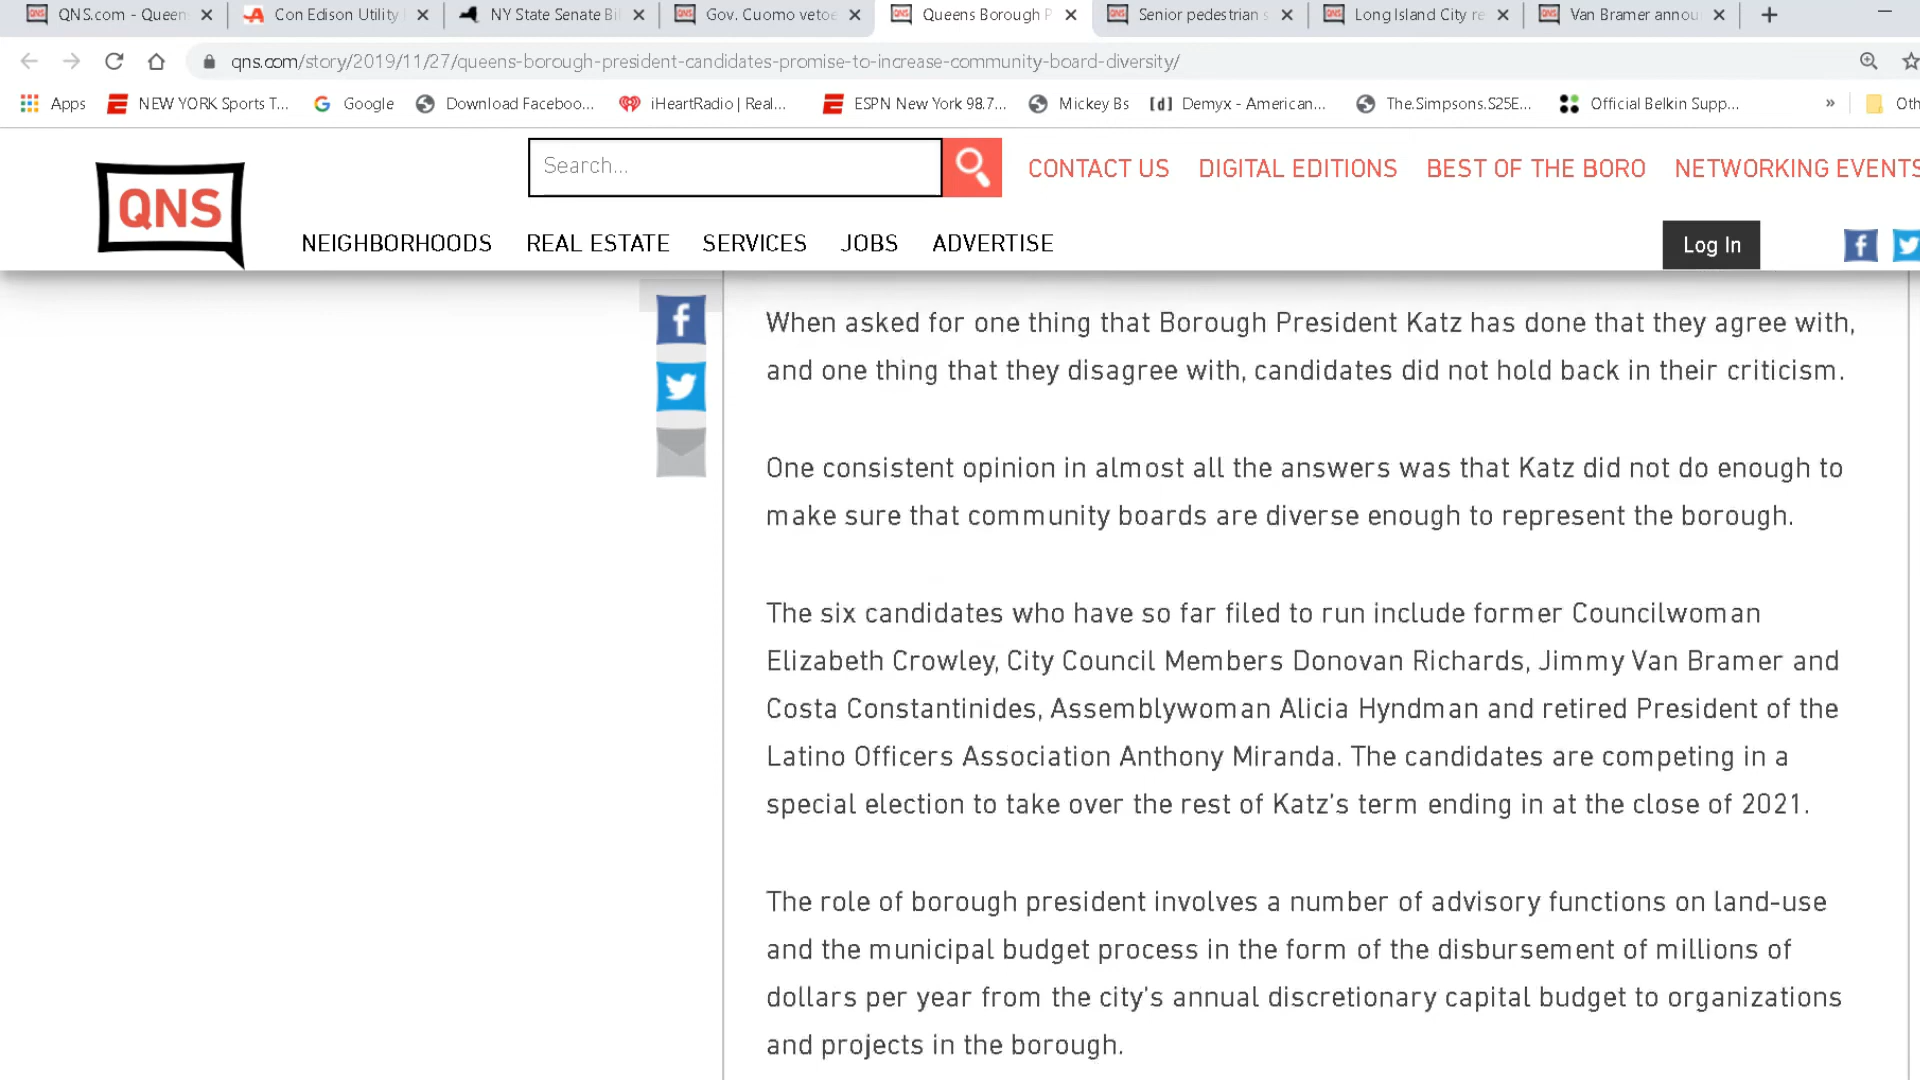 QNS.com - Queen
Con Edison Utility
NY State Senate Bil
Gov. Cuomo vetoe
Queens Borough P
Senior pedestrian s
Long Island City re
Van Bramer annou
qns.com/story/2019/11/27/queens-borough-president-candidates-promise-to-increase-community-board-diversity/
Apps
NEW YORK Sports T...
Google
Download Faceboo...
iHeartRadio | Real...
ESPN New York 98.7...
Mickey Bs
[d] Demyx - American...
The.Simpsons.S25E...
Official Belkin Supp...
»
Oth
QNS
Search...
CONTACT US
DIGITAL EDITIONS
BEST OF THE BORO
NETWORKING EVENTS
NEIGHBORHOODS
REAL ESTATE
SERVICES
JOBS
ADVERTISE
Log In
When asked for one thing that Borough President Katz has done that they agree with,
and one thing that they disagree with, candidates did not hold back in their criticism.
One consistent opinion in almost all the answers was that Katz did not do enough to
make sure that community boards are diverse enough to represent the borough.
The six candidates who have so far filed to run include former Councilwoman
Elizabeth Crowley, City Council Members Donovan Richards, Jimmy Van Bramer and
Costa Constantinides, Assemblywoman Alicia Hyndman and retired President of the
Latino Officers Association Anthony Miranda. The candidates are competing in a
special election to take over the rest of Katz's term ending in at the close of 2021.
The role of borough president involves a number of advisory functions on land-use
and the municipal budget process in the form of the disbursement of millions of
dollars per year from the city's annual discretionary capital budget to organizations
and projects in the borough.